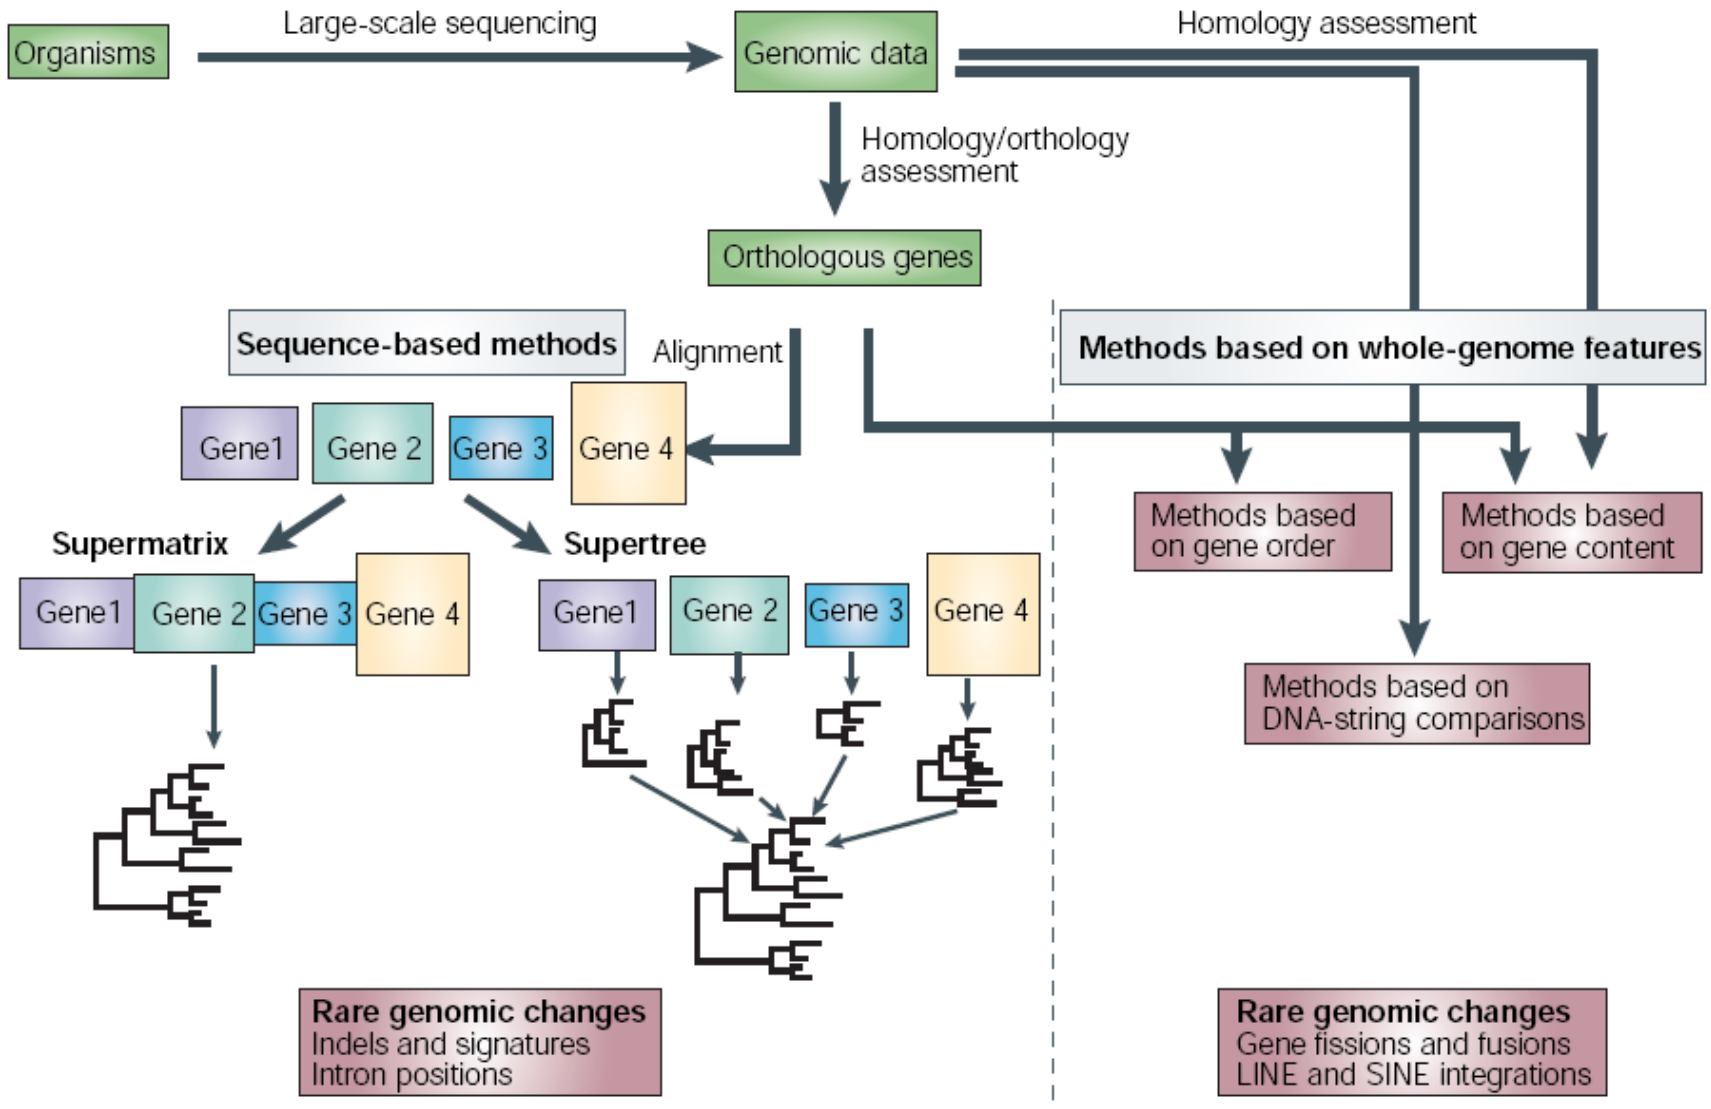 Large-scale sequencing
Homology assessment
Organisms
Genomic data
Homology/orthology
assessment
Orthologous genes
Sequence-based methods
Alignment
Methods based on whole-genome features
Gene1
Gene 2
Gene 3
Gene 4
Methods based
on gene order
Methods based
on gene content
Supermatrix
Supertree
Gene1
Gene 2
Gene 3
Gene 4
Gene1
Gene 2
Gene 3
Gene 4
Methods based on
DNA-string comparisons
Rare genomic changes
Indels and signatures
Intron positions
Rare genomic changes
Gene fissions and fusions
LINE and SINE integrations